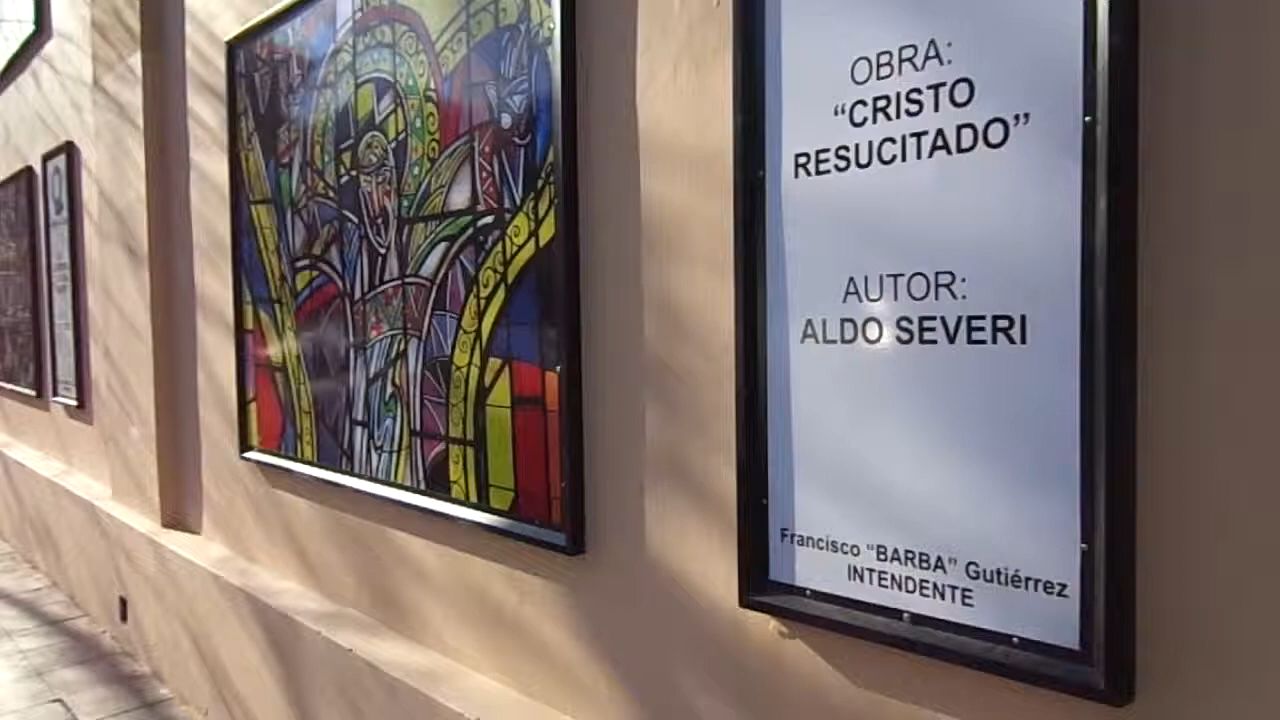 OBRA:
“CRISTO
RESUCITADO”
AUTOR:
ALDO SEVERI
Francisco “BARBA” Gutiérrez
INTENDENTE